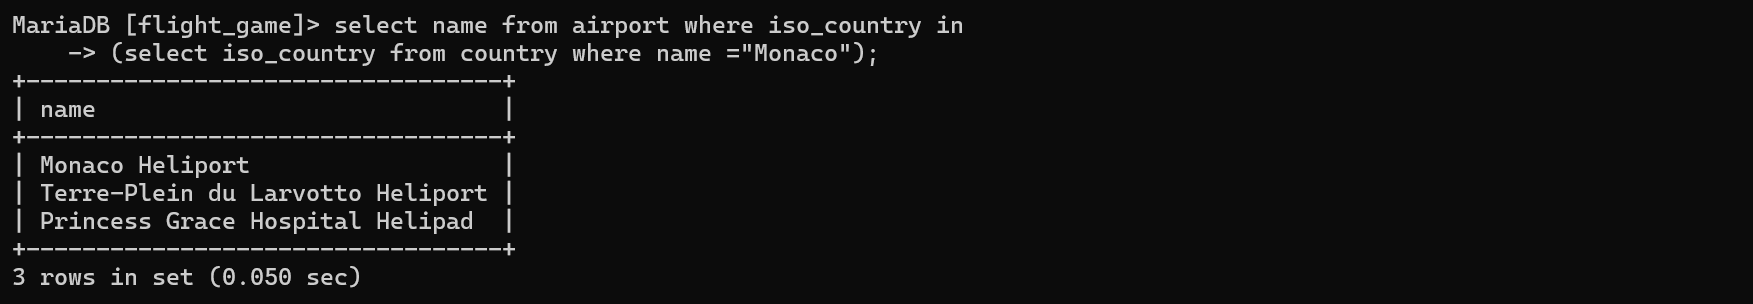 MariaDB [flight_game]> select name from airport where iso_country in
    -> (select iso_country from country where name ="Monaco");
+----------------------------------+
| name                             |
+----------------------------------+
| Monaco Heliport                  |
| Terre-Plein du Larvotto Heliport |
| Princess Grace Hospital Helipad  |
+----------------------------------+
3 rows in set (0.050 sec)